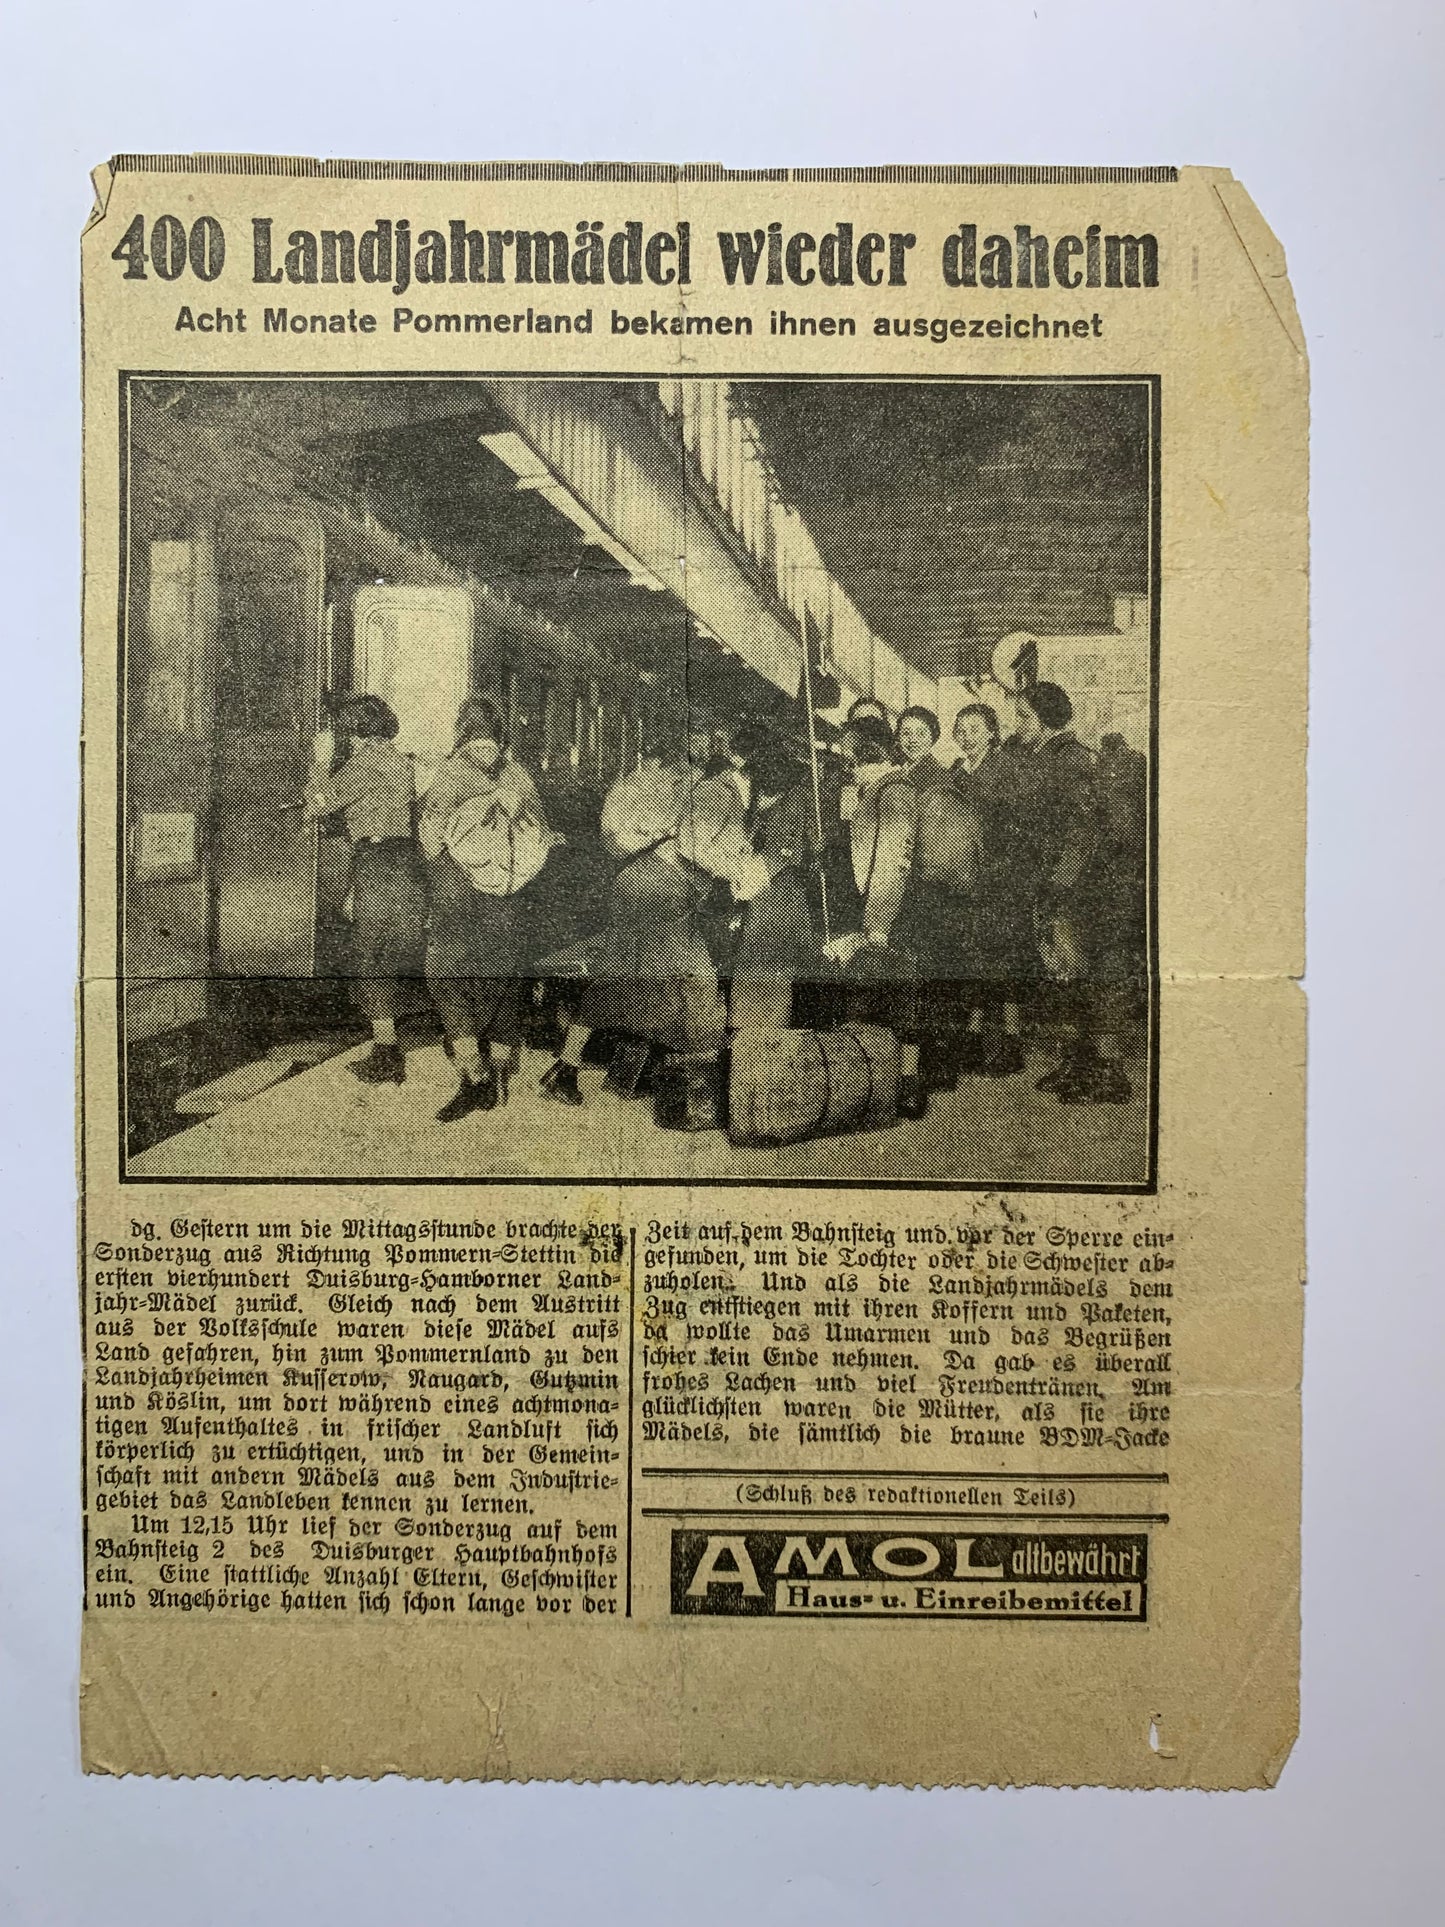 400 Landjahrmädel wieder daheim
Acht Monate Pommerland bekamen ihnen ausgezeichnet
1
dg. Gestern um die Mittagsstunde brachte der
Sonderzug aus Richtung Pommern-Stettin die
ersten vierhundert Duisburg-Hamborner Land-
jahr-Mädel zurück. Gleich nach dem Austritt
aus der Volksschule waren diese Mädel aufs
Land gefahren, hin zum Pommernland zu den
Landjahrheimen Kusserow, Naugard, Gutzmin
und Köslin, um dort während eines achtmona-
tigen Aufenthaltes in frischer Landluft sich
körperlich zu ertüchtigen, und in der Gemein-
schaft mit andern Mädels aus dem Industrie-
gebiet das Landleben kennen zu lernen.
Um 12,15 Uhr lief der Sonderzug auf dem
Bahnsteig 2 des Duisburger Hauptbahnhofs
ein. Eine stattliche Anzahl Eltern, Geschwister
und Angehörige hatten sich schon lange vor der
Zeit auf dem Bahnsteig und vor der Sperre ein-
gefunden, um die Tochter oder die Schwester ab-
zuholen. Und als die Landjahrmädels dem
Zug entstiegen mit ihren Koffern und Paketen,
da wollte das Umarmen und das Begrüßen
schier kein Ende nehmen. Da gab es überall
frohes Lachen und viel Freudentränen. Am
glücklichsten waren die Mütter, als sie ihre
Mädels, die sämtlich die braune BDM-Jacke
(Schluß des redaktionellen Teils)
AMOL altbewährt
Haus- u. Einreibemittel